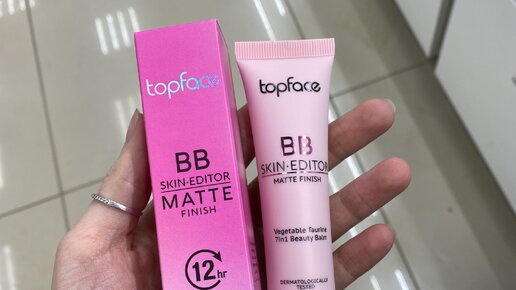 topface
BB
SKIN·EDITOR
MATTE
FINISH
12hr
topface
BB
SKIN·EDITOR
MATTE FINISH
Vegetable Taurine
7in1 Beauty Balm
DERMATOLOGICALLY
TESTED